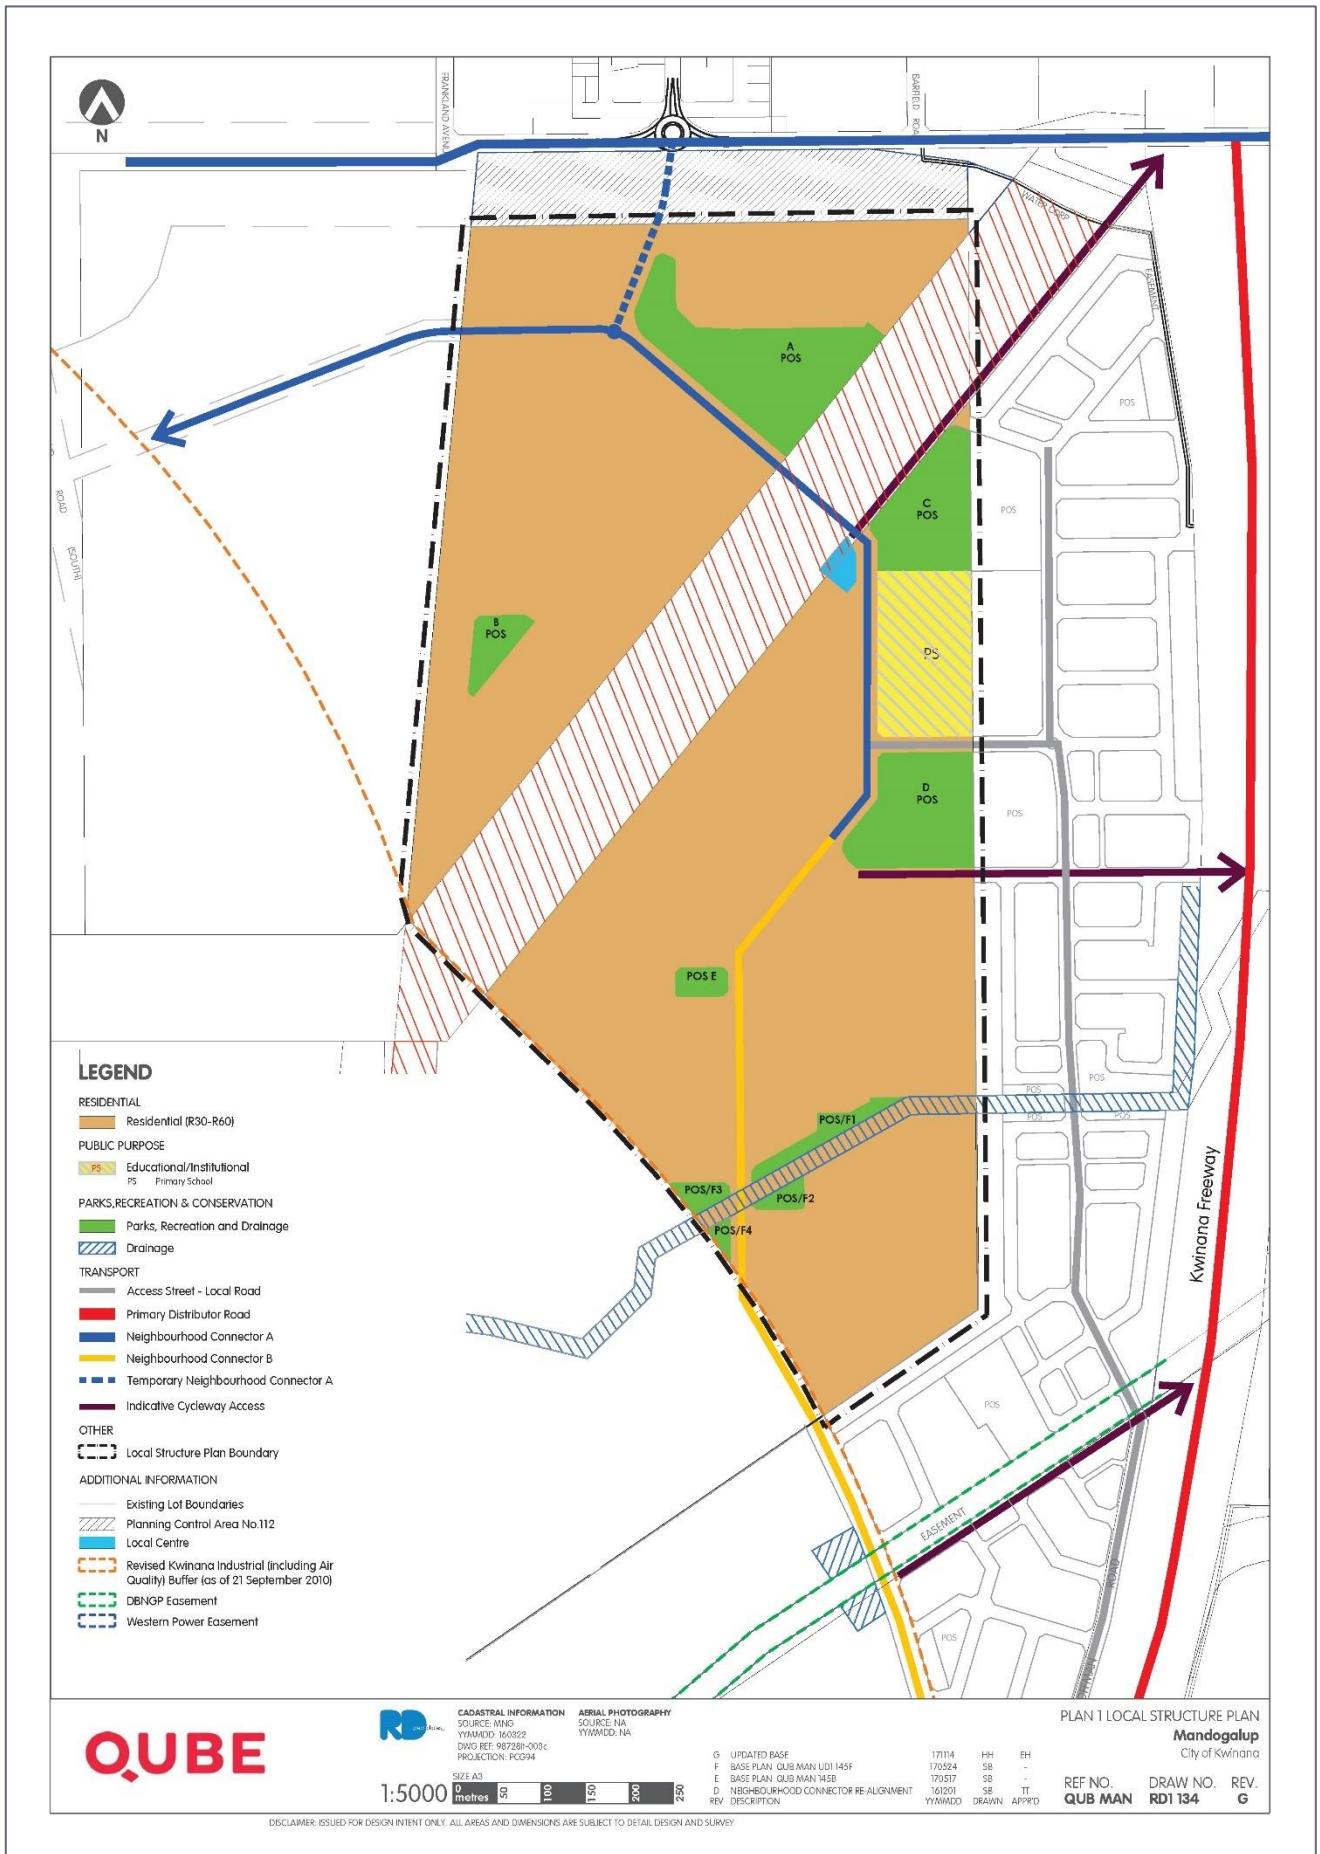 N
FRANKLAND AVENU
BARFIELD ROAD
WATER CORP
EASEMENT
A
POS
POS
C
POS
POS
ROAD
(SOUTH)
B
POS
PS
D
POS
POS
POS E
POS
POS
POS/F1
POS
POS
POS/F3
POS/F2
POS/F4
Kwinana Freeway
POS
EASEMENT
ROAD
POS
LEGEND
RESIDENTIAL
Residential (R30-R60)
PUBLIC PURPOSE
PS Educational/Institutional
PS Primary School
PARKS,RECREATION & CONSERVATION
Parks, Recreation and Drainage
Drainage
TRANSPORT
Access Street - Local Road
Primary Distributor Road
Neighbourhood Connector A
Neighbourhood Connector B
Temporary Neighbourhood Connector A
Indicative Cycleway Access
OTHER
Local Structure Plan Boundary
ADDITIONAL INFORMATION
Existing Lot Boundaries
Planning Control Area No.112
Local Centre
Revised Kwinana Industrial (including Air
Quality) Buffer (as of 21 September 2010)
DBNGP Easement
Western Power Easement
QUBE
RD
CADASTRAL INFORMATION
SOURCE: MNG
YYMMDD: 160322
DWG REF: 98728lt-003c
PROJECTION: PCG94
AERIAL PHOTOGRAPHY
SOURCE: NA
YYMMDD: NA
SIZE A3
1:5000
0 metres 50 100 150 200 250
G UPDATED BASE 171114 HH EH
F BASE PLAN QUB MAN UD1 145F 170524 SB -
E BASE PLAN QUB MAN 145B 170517 SB -
D NEIGHBOURHOOD CONNECTOR RE-ALIGNMENT 161201 SB TT
REV DESCRIPTION YYMMDD DRAWN APPR'D
PLAN 1 LOCAL STRUCTURE PLAN
Mandogalup
City of Kwinana
REF NO. DRAW NO. REV.
QUB MAN RD1 134 G
DISCLAIMER: ISSUED FOR DESIGN INTENT ONLY. ALL AREAS AND DIMENSIONS ARE SUBJECT TO DETAIL DESIGN AND SURVEY